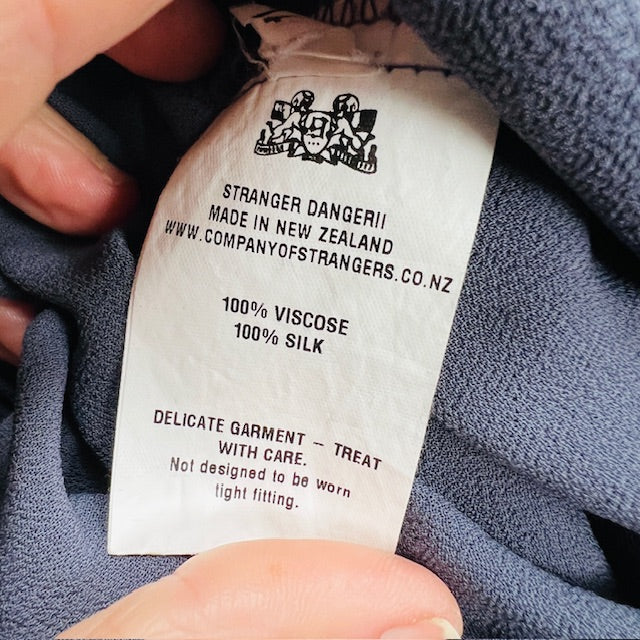 STRANGER DANGERII
MADE IN NEW ZEALAND
WWW.COMPANYOFSTRANGERS.CO.NZ
100% VISCOSE
100% SILK
DELICATE GARMENT – TREAT
WITH CARE.
Not designed to be worn
tight fitting.